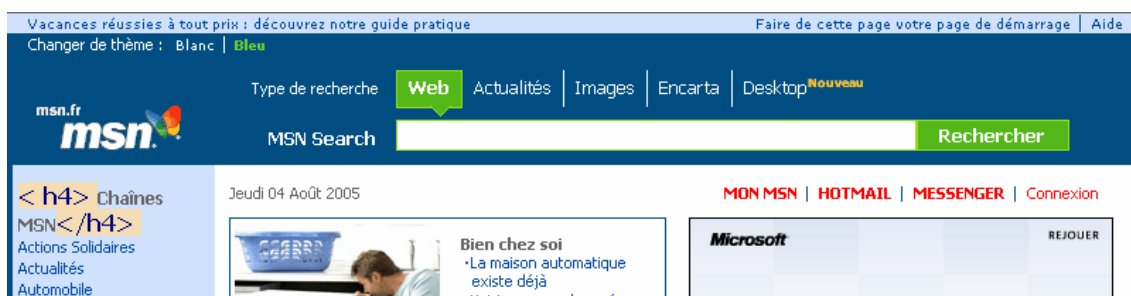 Vacances réussies à tout prix : découvrez notre guide pratique
Faire de cette page votre page de démarrage | Aide
Changer de thème : Blanc | Bleu
Type de recherche Web Actualités | Images | Encarta | Desktop Nouveau
msn.fr
msn
MSN Search Rechercher
<h4> Chaînes
MSN</h4>
Actions Solidaires
Actualités
Automobile
Jeudi 04 Août 2005
MON MSN | HOTMAIL | MESSENGER | Connexion
Bien chez soi
·La maison automatique
existe déjà
Microsoft
REJOUER